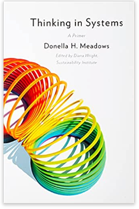 Thinking in Systems
A Primer
Donella H. Meadows
Edited by Diana Wright,
Sustainability Institute